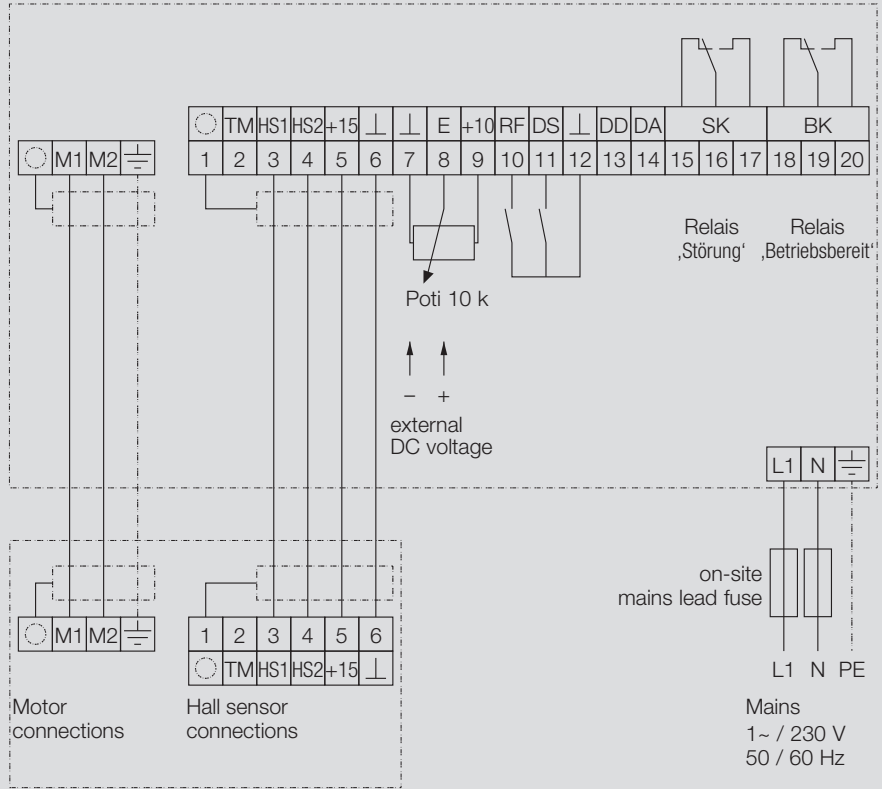 TM HS1 HS2 +15 ⊥ ⊥ E +10 RF DS ⊥ DD DA SK BK
M1 M2 1 2 3 4 5 6 7 8 9 10 11 12 13 14 15 16 17 18 19 20
Relais
‚Störung‘
Relais
‚Betriebsbereit‘
Poti 10 k
– +
external
DC voltage
L1 N
on-site
mains lead fuse
M1 M2 1 2 3 4 5 6
TM HS1 HS2 +15 ⊥
L1 N PE
Motor
connections
Hall sensor
connections
Mains
1~ / 230 V
50 / 60 Hz